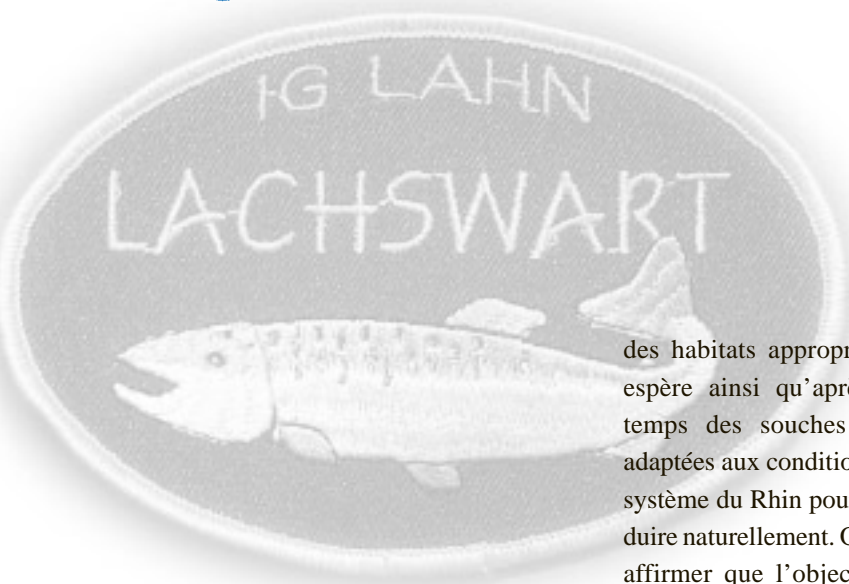 IG LAHN
LACHSWART
des habitats appropr
espère ainsi qu'apr
temps des souches
adaptées aux conditio
système du Rhin pou
duire naturellement. O
affirmer que l'objec